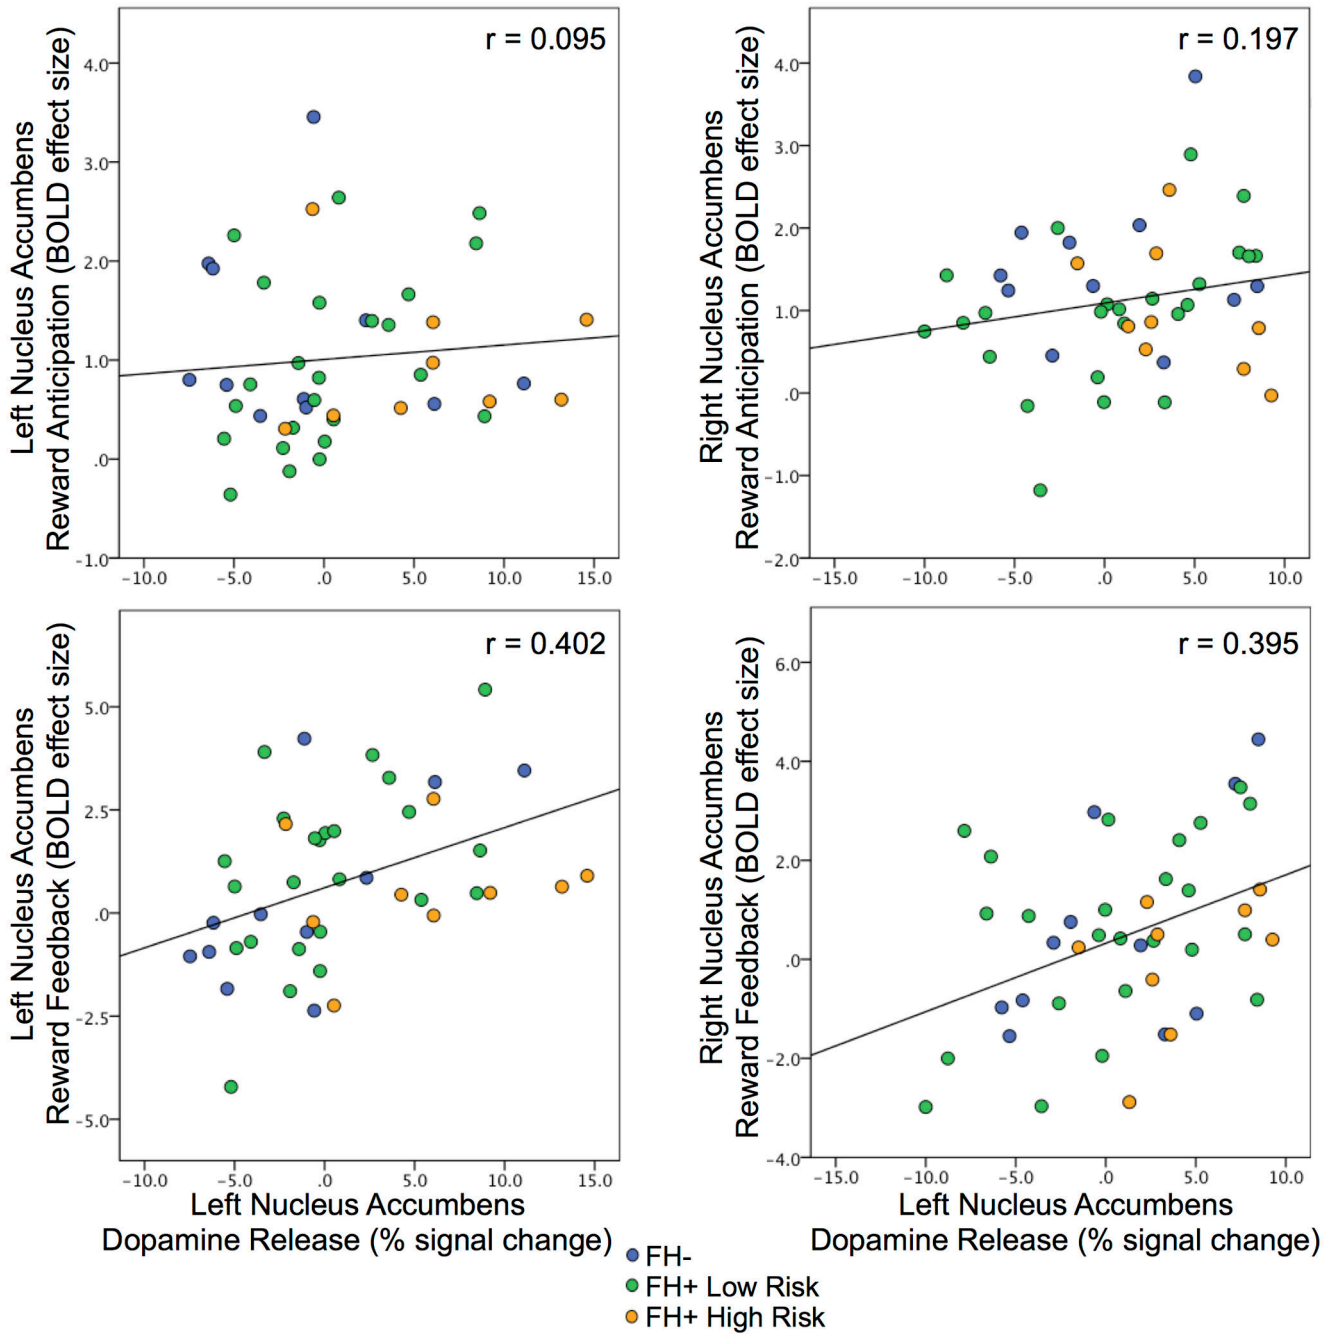 r = 0.095
Left Nucleus Accumbens
Reward Anticipation (BOLD effect size)
4.0
3.0
2.0
1.0
.0
-1.0
-10.0 -5.0 .0 5.0 10.0 15.0
r = 0.197
Right Nucleus Accumbens
Reward Anticipation (BOLD effect size)
4.0
3.0
2.0
1.0
.0
-1.0
-2.0
-15.0 -10.0 -5.0 .0 5.0 10.0
r = 0.402
Left Nucleus Accumbens
Reward Feedback (BOLD effect size)
5.0
2.5
.0
-2.5
-5.0
-10.0 -5.0 .0 5.0 10.0 15.0
Left Nucleus Accumbens
Dopamine Release (% signal change)
r = 0.395
Right Nucleus Accumbens
Reward Feedback (BOLD effect size)
6.0
4.0
2.0
.0
-2.0
-4.0
-15.0 -10.0 -5.0 .0 5.0 10.0
Left Nucleus Accumbens
Dopamine Release (% signal change)
FH-
FH+ Low Risk
FH+ High Risk